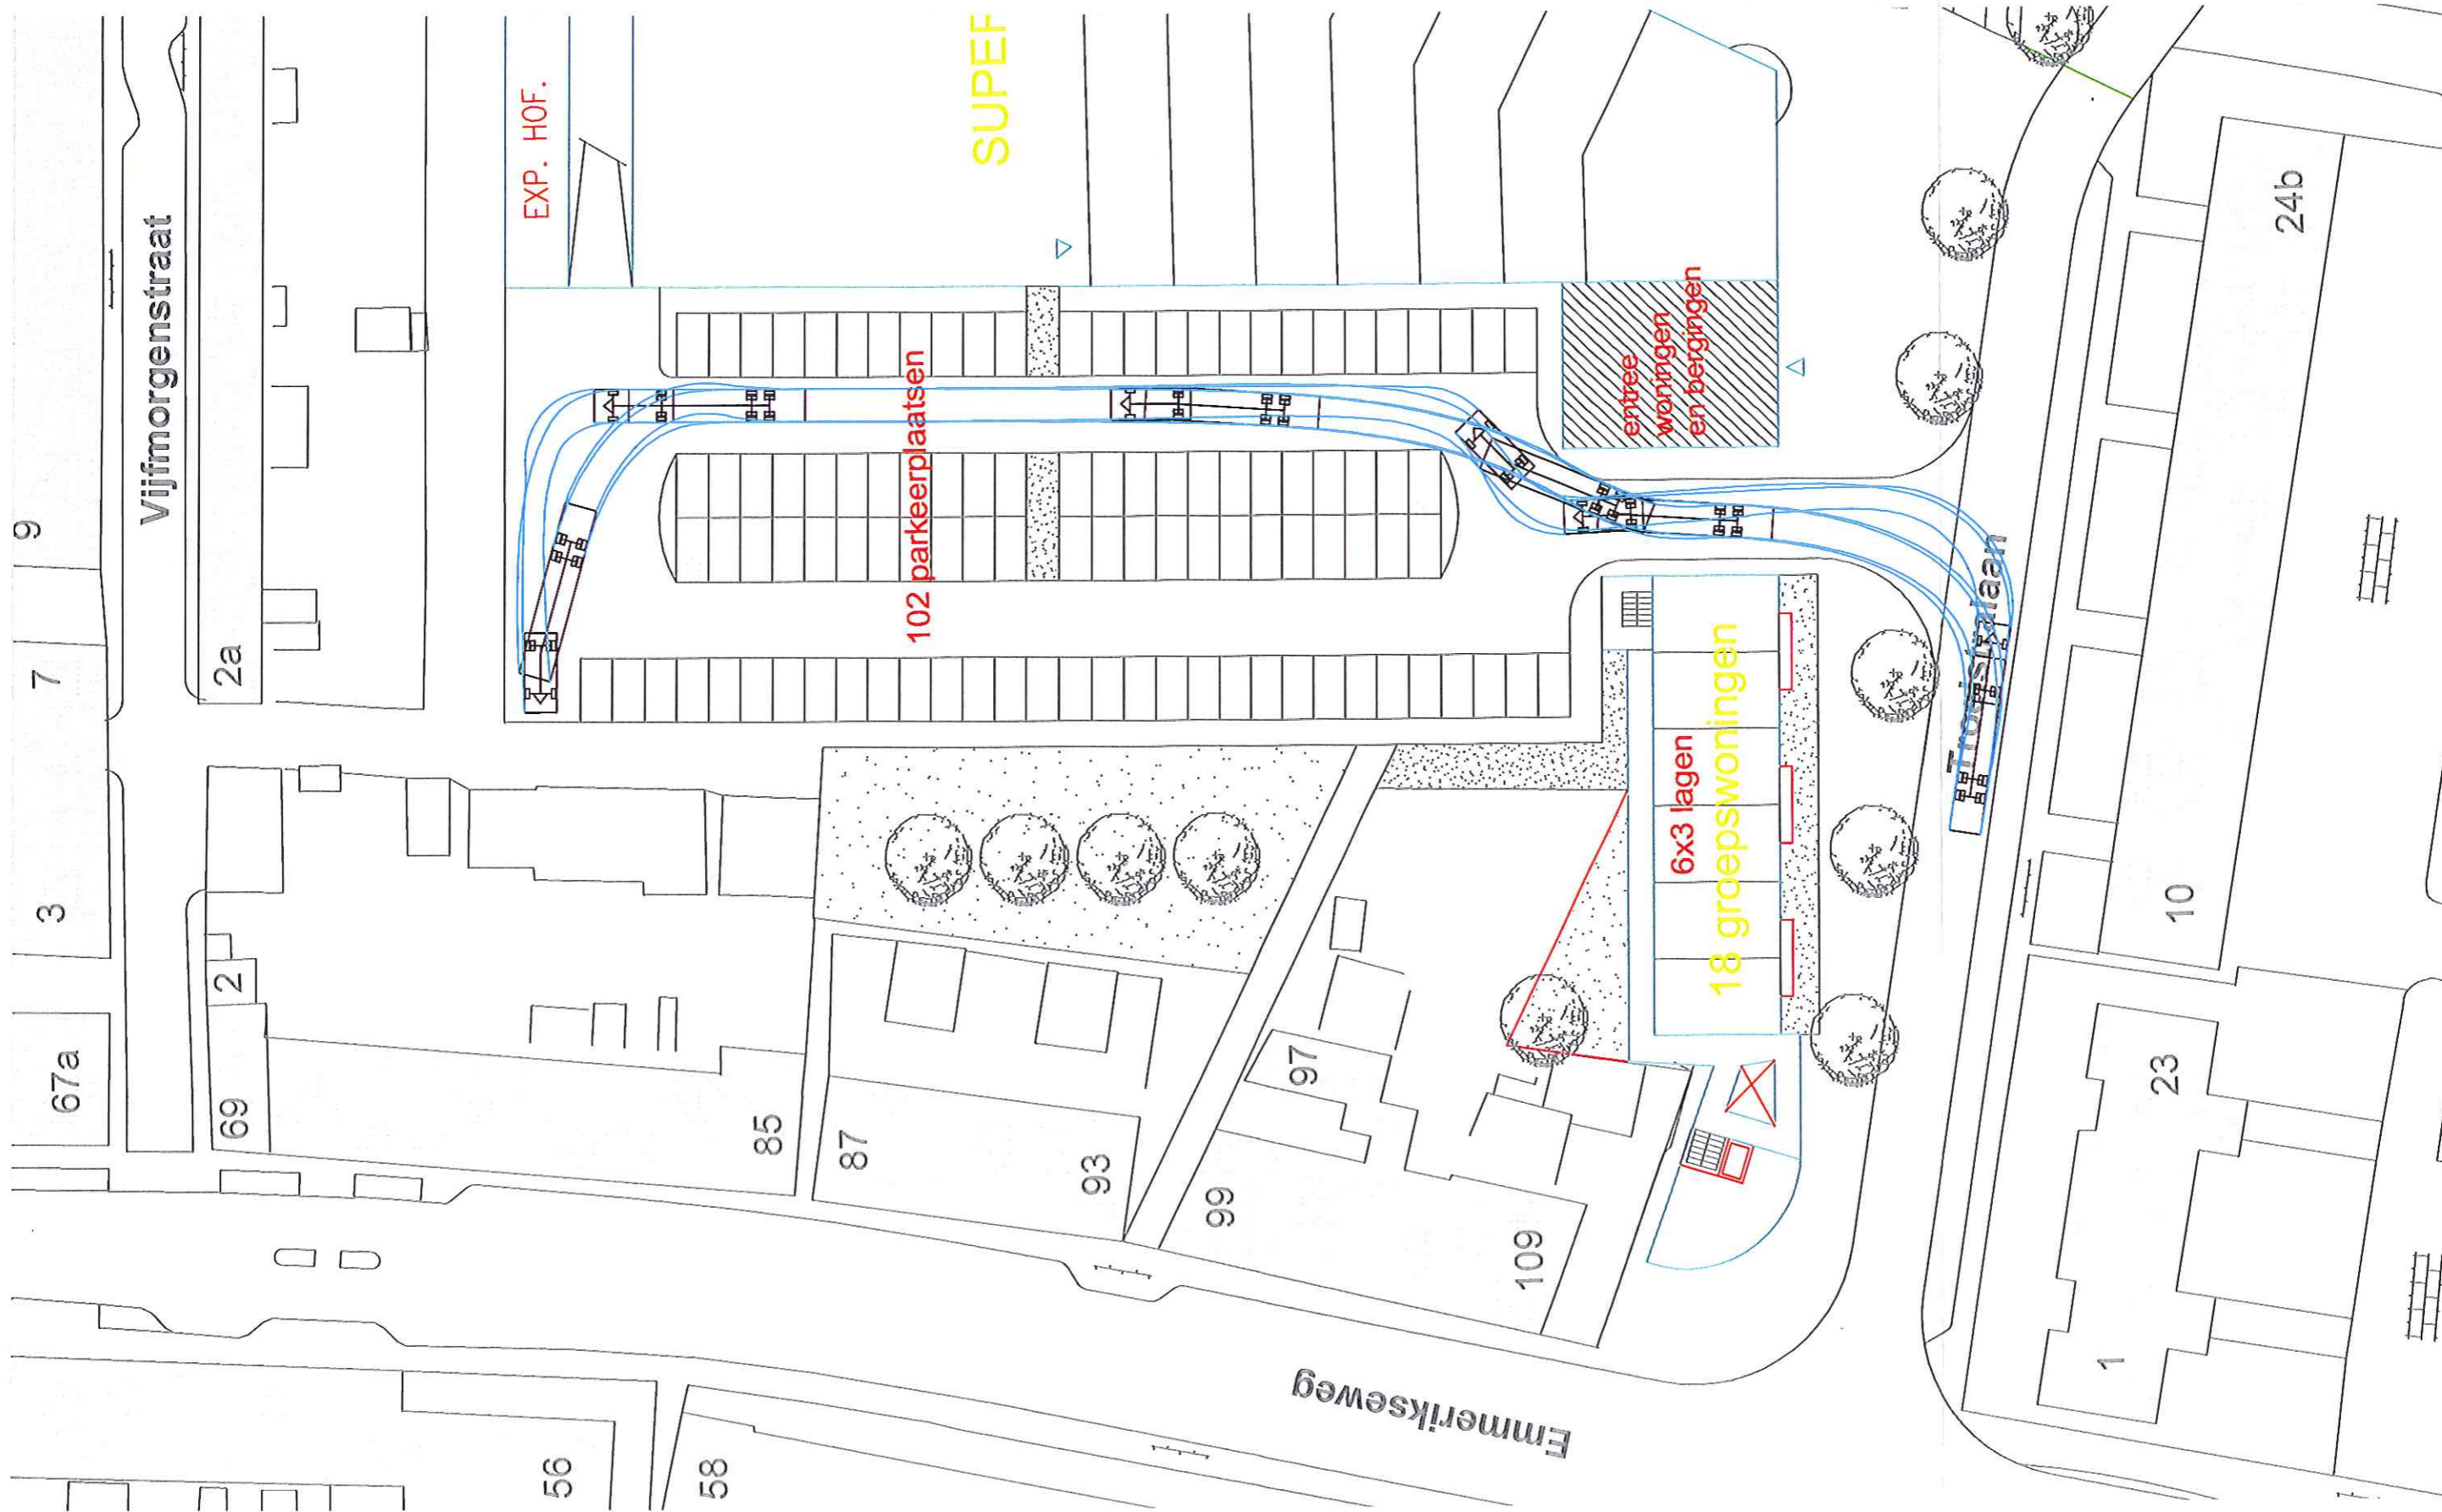 9
7
3
67a
Vijfmorgenstraat
2a
2
69
EXP. HOF.
SUPER
102 parkeerplaatsen
entree
woningen
en bergingen
24b
Troelstralaan
6x3 lagen
18 groepswoningen
10
85
87
93
97
99
109
23
1
Emmerikseweg
56
58